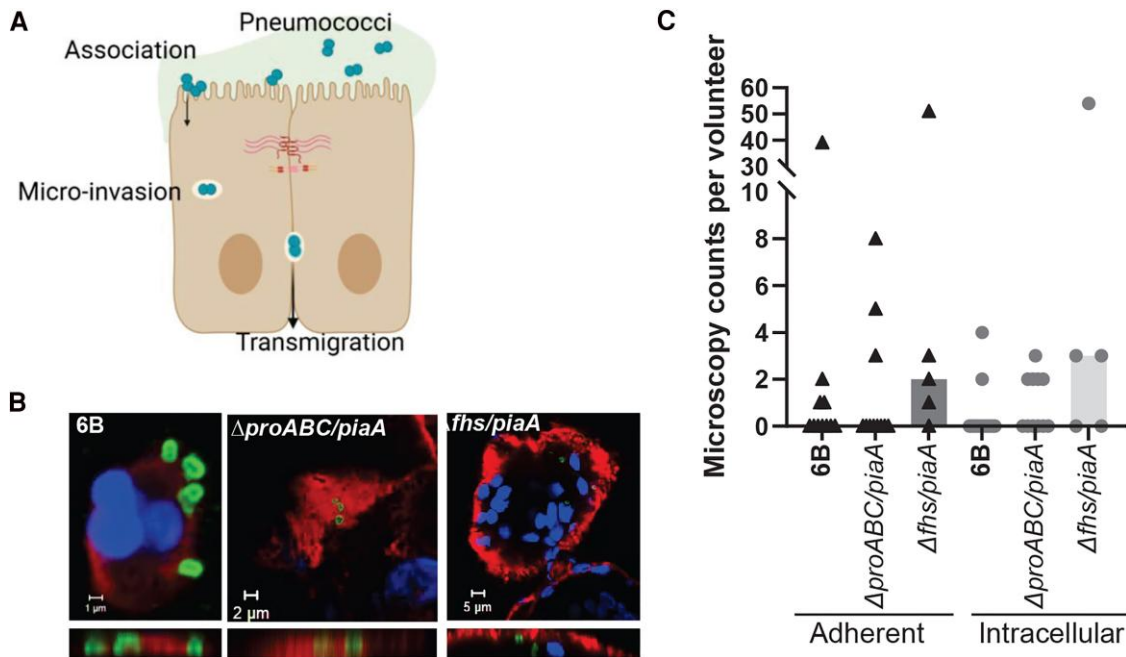 A
Pneumococci
Association
Micro-invasion
Transmigration
B
6B
ΔproABC/piaA
fhs/piaA
1 µm
2 µm
5 µm
C
Microscopy counts per volunteer
60
50
40
30
10
8
6
4
2
0
6B
ΔproABC/piaA
Δfhs/piaA
6B
ΔproABC/piaA
Δfhs/piaA
Adherent
Intracellular